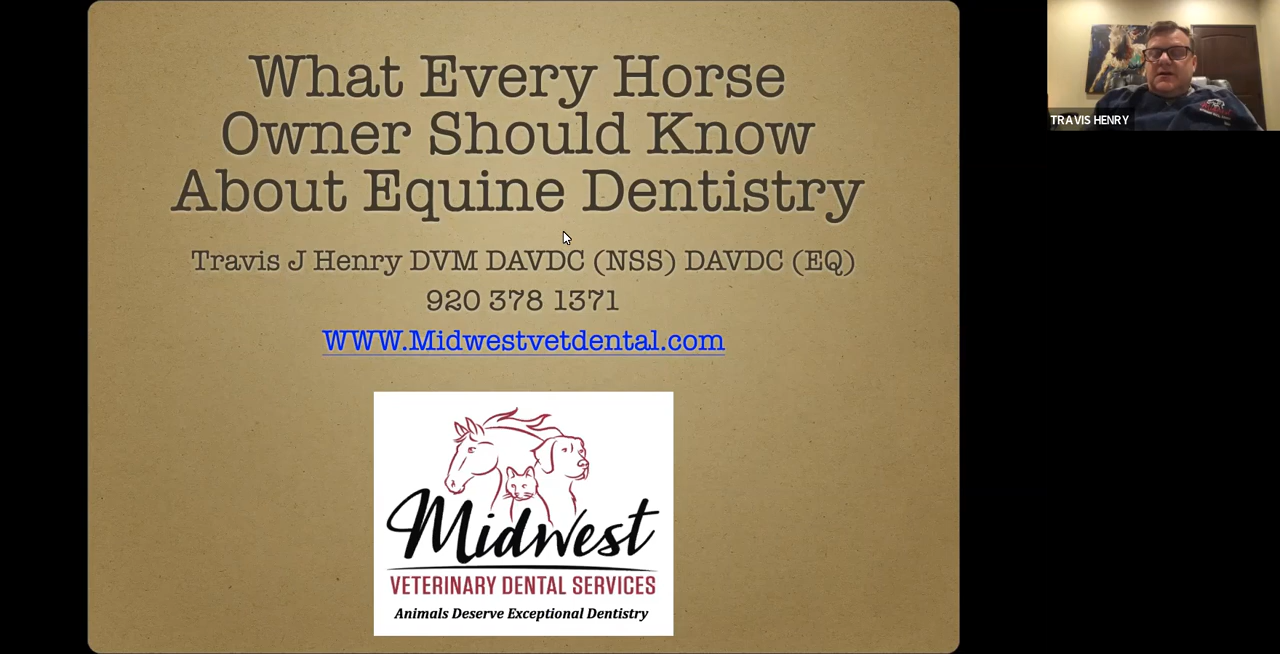 What Every Horse
Owner Should Know
About Equine Dentistry
Travis J Henry DVM DAVDC (NSS) DAVDC (EQ)
920 378 1371
WWW.Midwestvetdental.com
Midwest
VETERINARY DENTAL SERVICES
Animals Deserve Exceptional Dentistry
TRAVIS HENRY